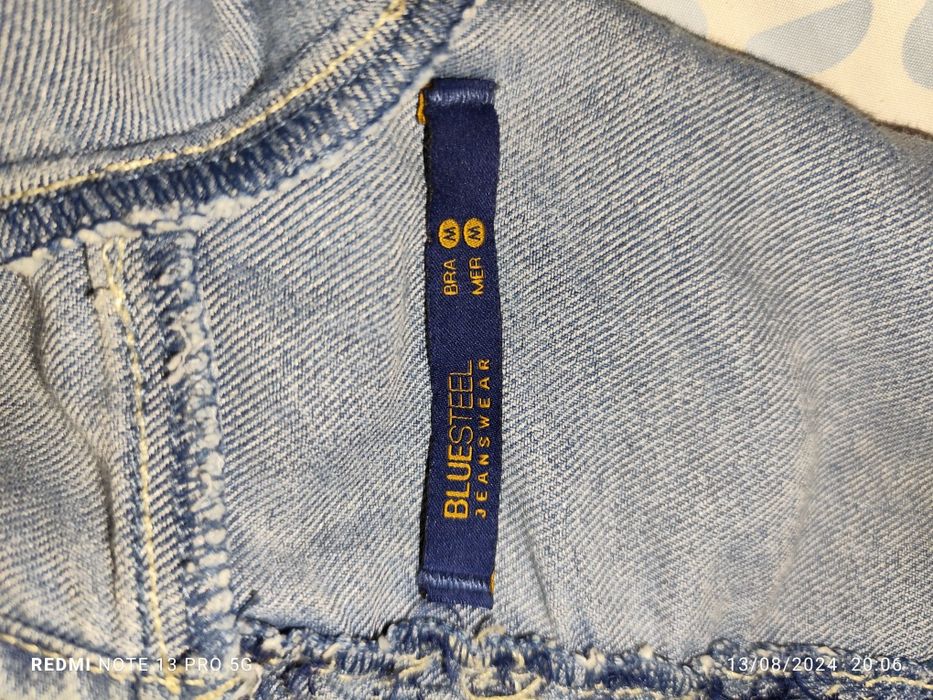 BLUESTEEL
JEANSWEAR
BRA M
MER M
REDMI NOTE 13 PRO 5G
13/08/2024 20:06